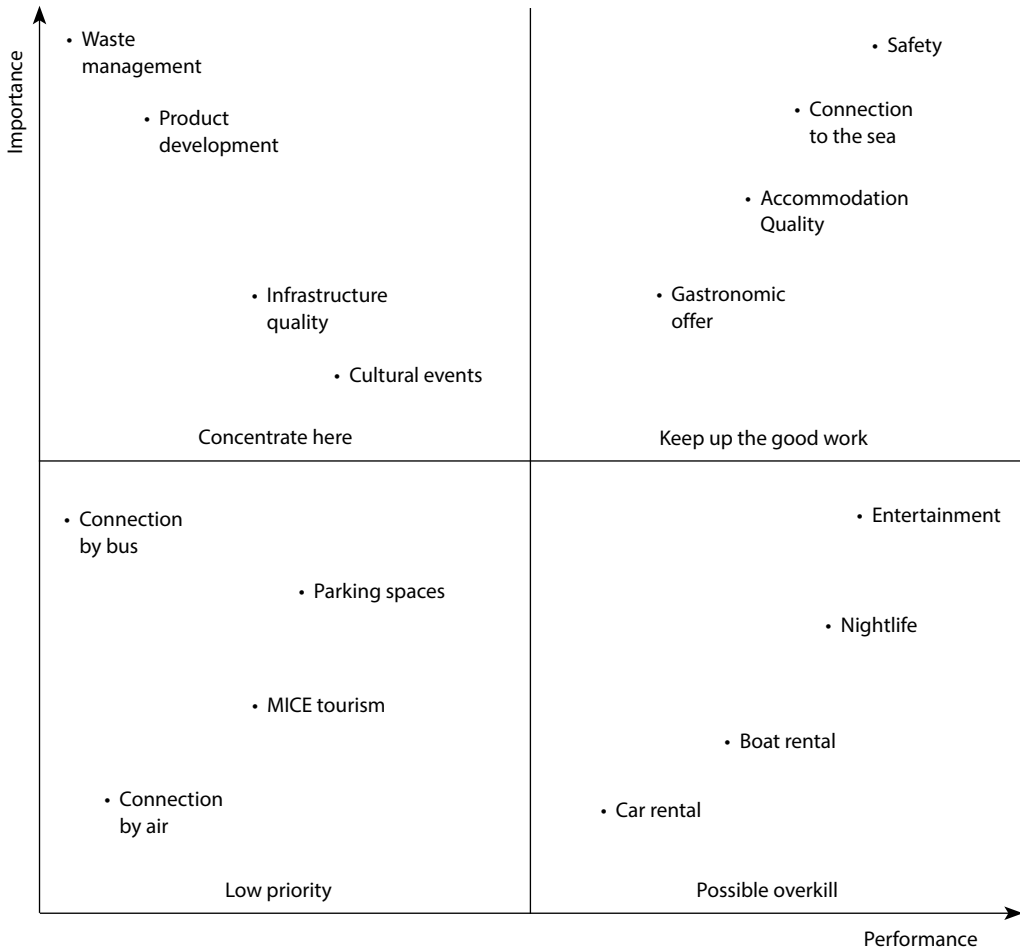 Importance
Waste
management
Product
development
Infrastructure
quality
Cultural events
Concentrate here
Safety
Connection
to the sea
Accommodation
Quality
Gastronomic
offer
Keep up the good work
Connection
by bus
Parking spaces
MICE tourism
Connection
by air
Low priority
Entertainment
Nightlife
Boat rental
Car rental
Possible overkill
Performance